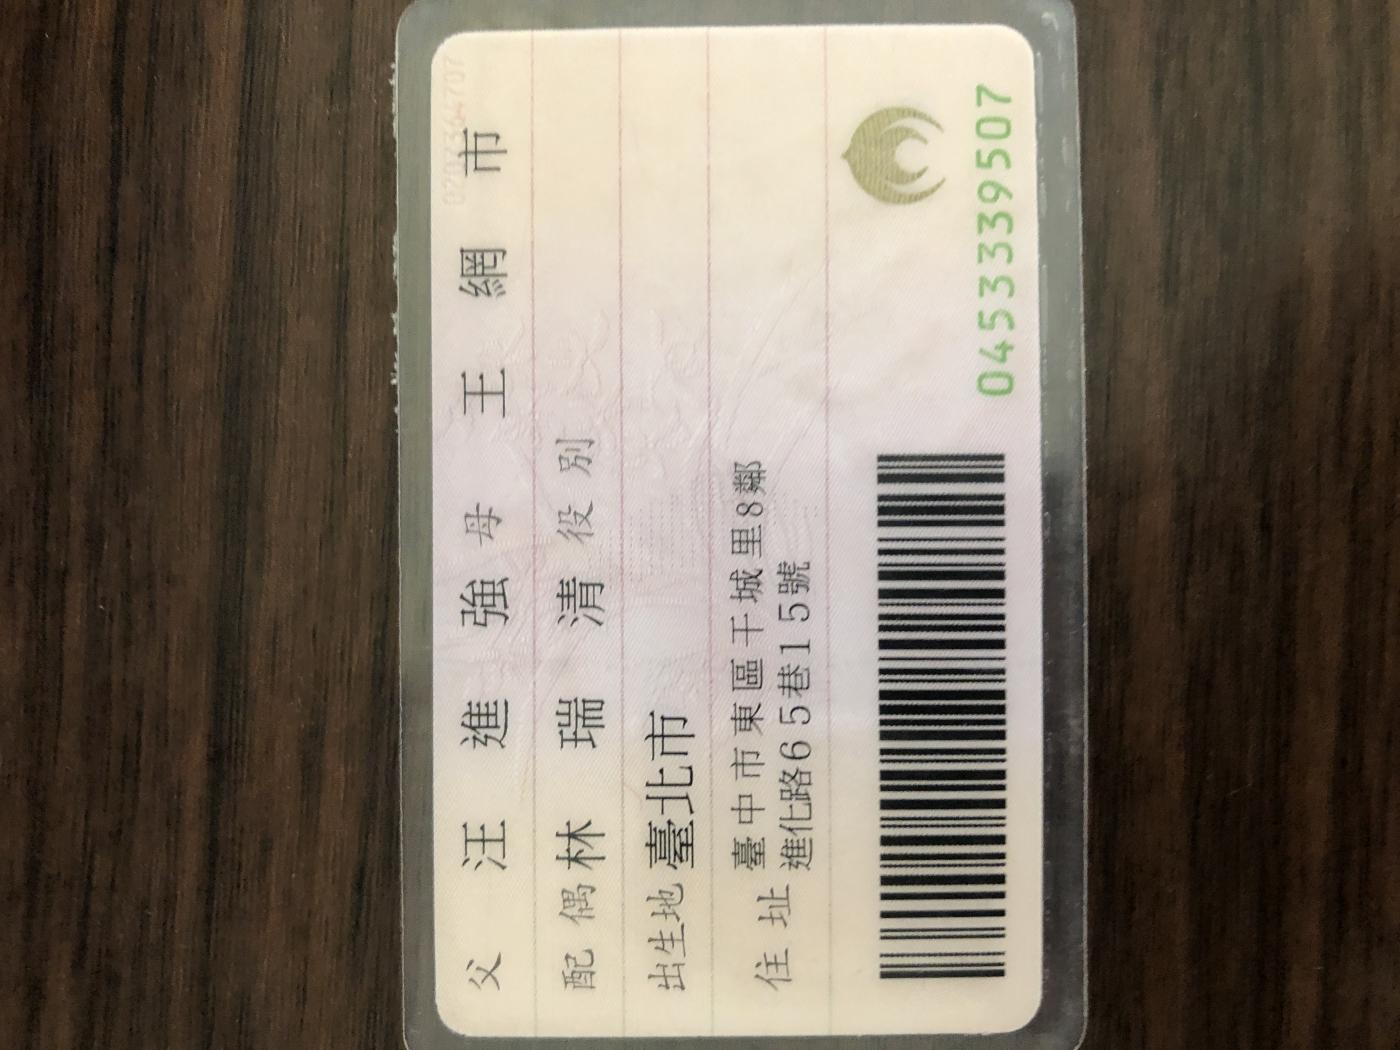 父 汪 進 強 母 王 網 市
配偶 林 瑞 清 役別
出生地 臺北市
住址 臺中市東區干城里8鄰
進化路65巷15號
0453339507